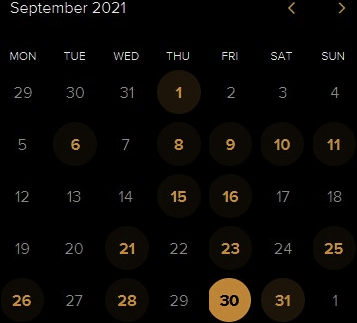 September 2021
MON TUE WED THU FRI SAT SUN
29 30 31 1 2 3 4
5 6 7 8 9 10 11
12 13 14 15 16 17 18
19 20 21 22 23 24 25
26 27 28 29 30 31 1